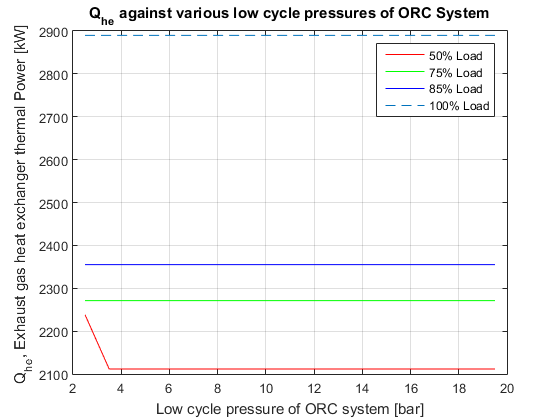 Q_he against various low cycle pressures of ORC System
Q_he, Exhaust gas heat exchanger thermal Power [kW]
2900
2800
2700
2600
2500
2400
2300
2200
2100
50% Load
75% Load
85% Load
100% Load
2 4 6 8 10 12 14 16 18 20
Low cycle pressure of ORC system [bar]